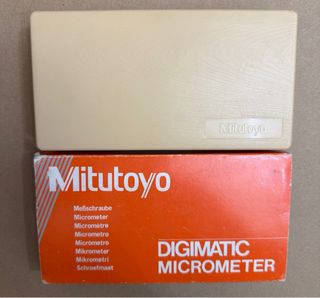 Mitutoyo
Mitutoyo
Meßschraube
Micrometer
Micromètre
Micrometro
Micrómetro
Mikrometer
Mikrometri
Schroefmaat
DIGIMATIC
MICROMETER